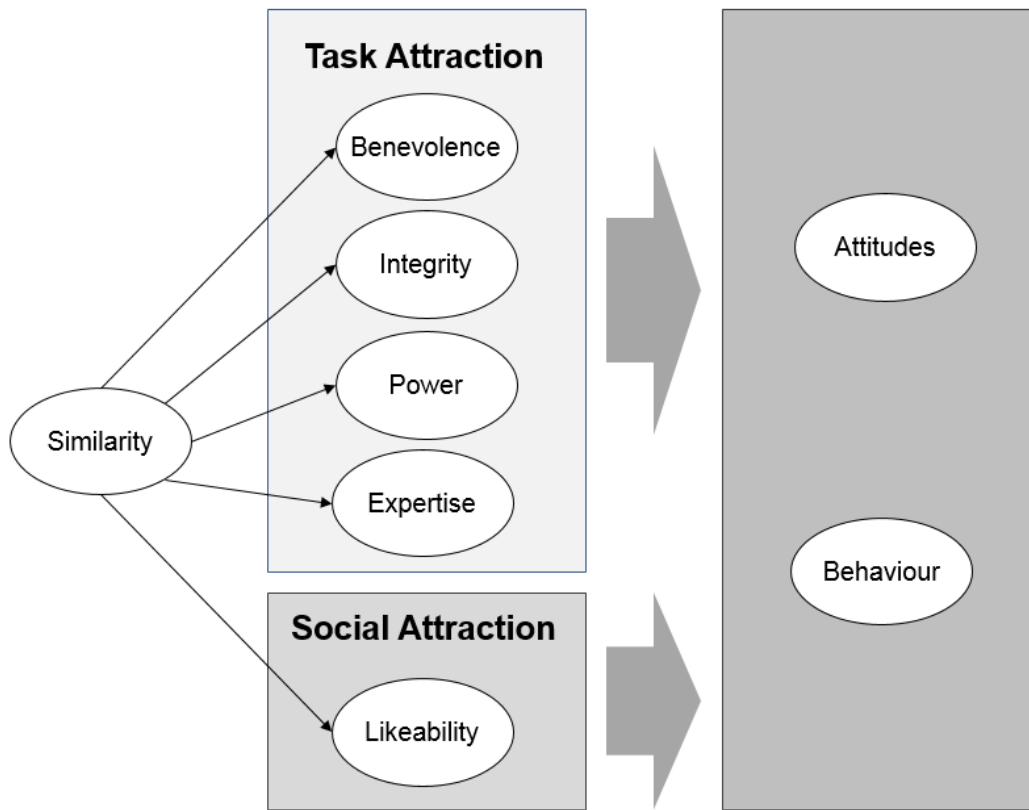 Task Attraction
Benevolence
Integrity
Power
Expertise
Similarity
Social Attraction
Likeability
Attitudes
Behaviour